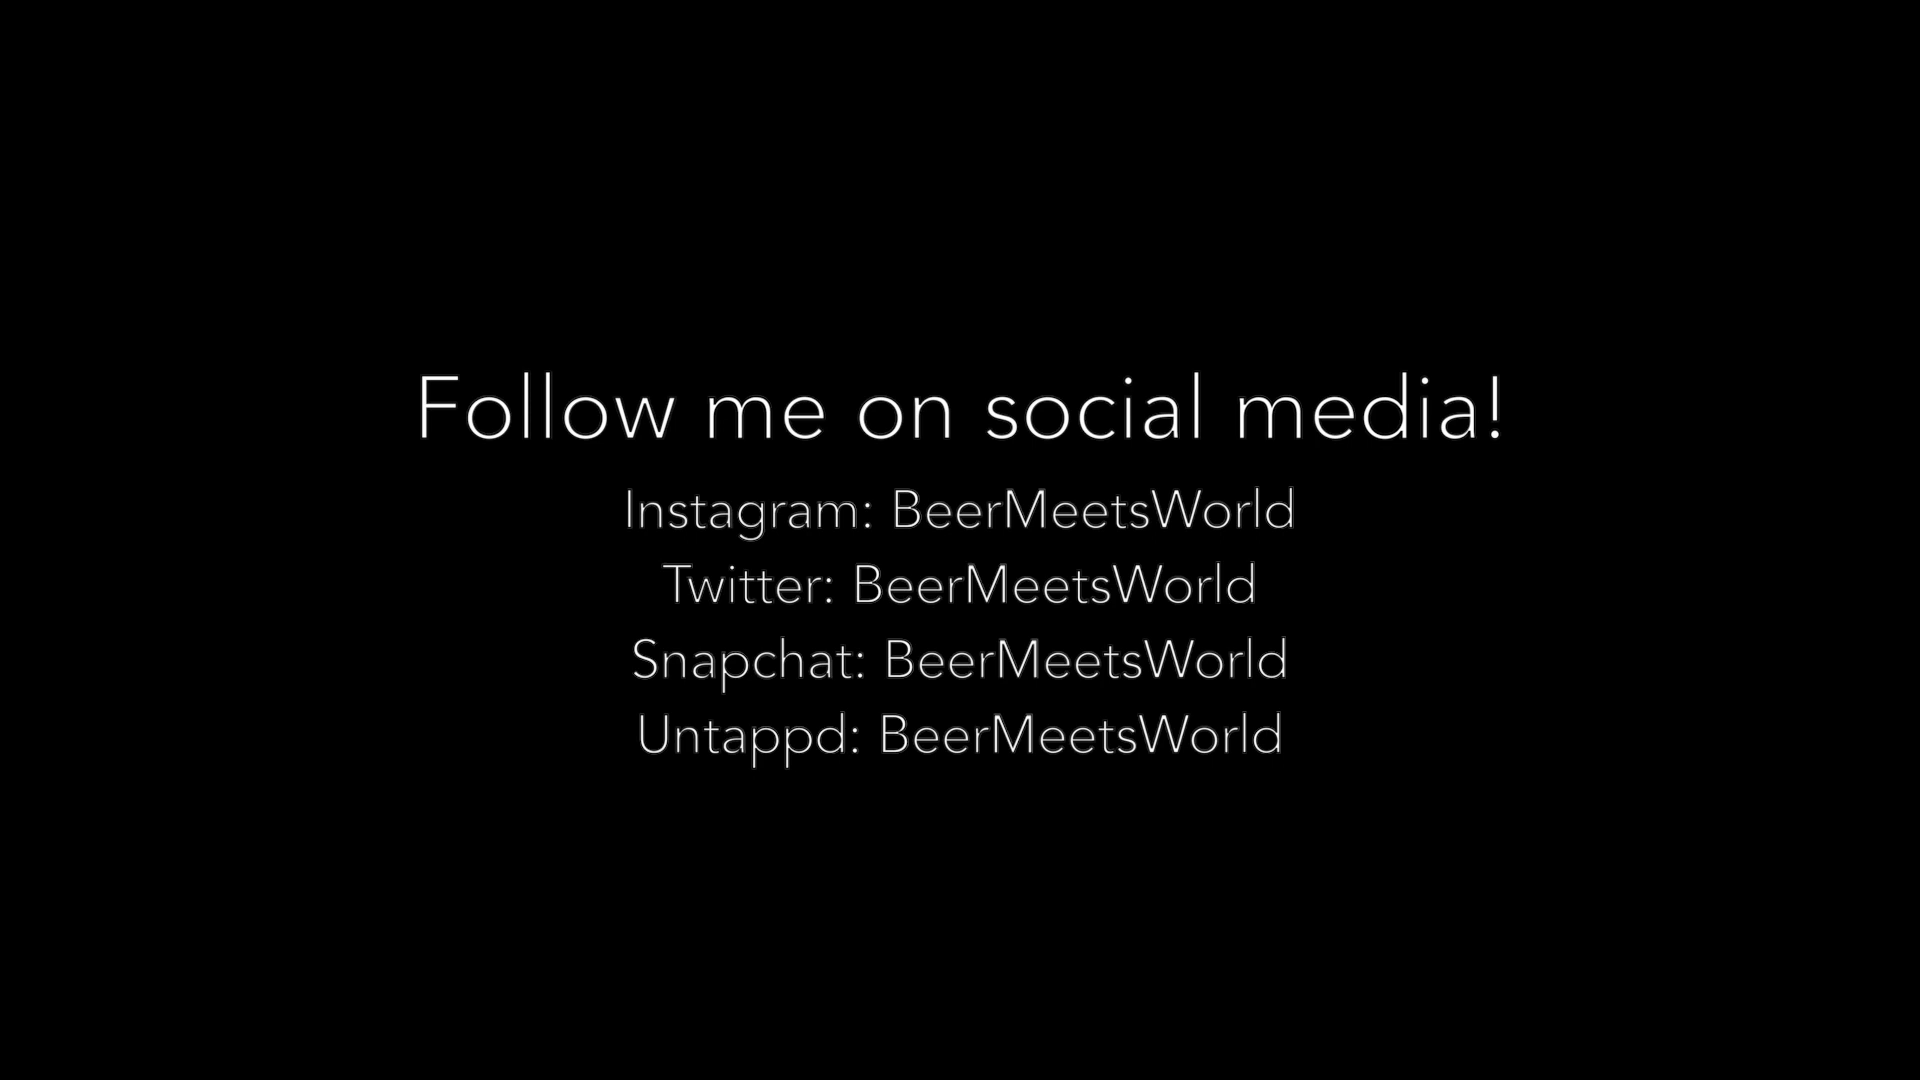 Follow me on social media!
Instagram: BeerMeetsWorld
Twitter: BeerMeetsWorld
Snapchat: BeerMeetsWorld
Untappd: BeerMeetsWorld